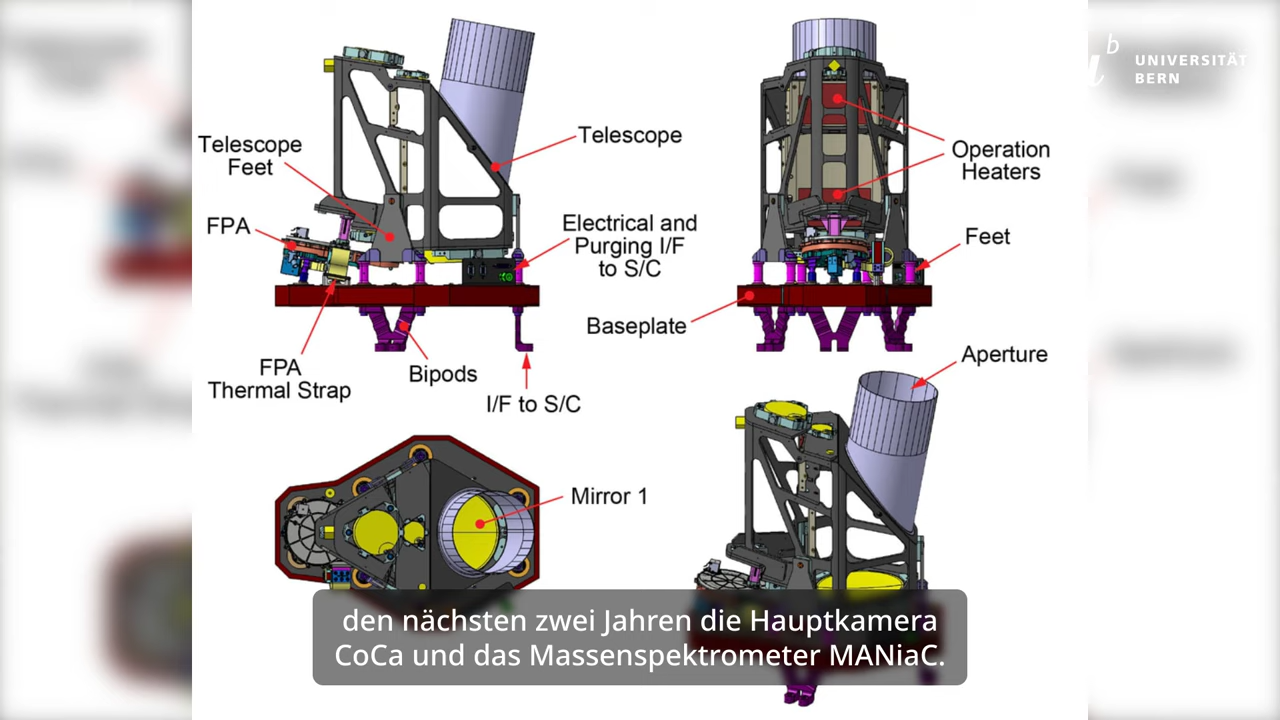 u
b
UNIVERSITÄT
BERN
Telescope
Feet
Telescope
Operation
Heaters
FPA
Electrical and
Purging I/F
to S/C
Feet
Baseplate
FPA
Thermal Strap
Bipods
I/F to S/C
Aperture
Mirror 1
den nächsten zwei Jahren die Hauptkamera
CoCa und das Massenspektrometer MANiaC.